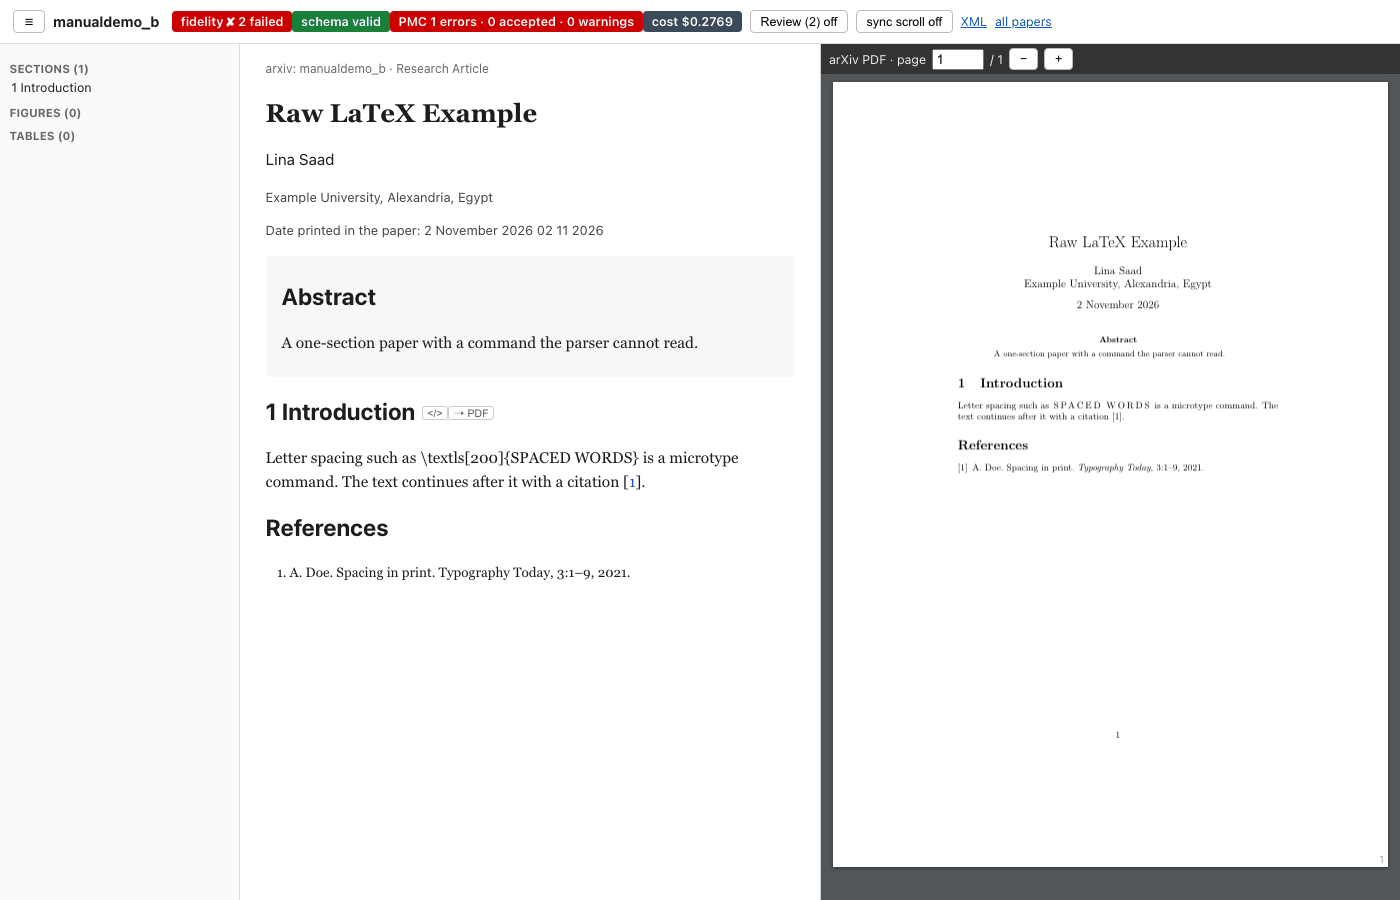 ≡ manualdemo_b fidelity ✘ 2 failed schema valid PMC 1 errors · 0 accepted · 0 warnings cost $0.2769 Review (2) off sync scroll off XML all papers
SECTIONS (1)
1 Introduction
FIGURES (0)
TABLES (0)
arxiv: manualdemo_b · Research Article
Raw LaTeX Example
Lina Saad
Example University, Alexandria, Egypt
Date printed in the paper: 2 November 2026 02 11 2026
Abstract
A one-section paper with a command the parser cannot read.
1 Introduction </> → PDF
Letter spacing such as \textls[200]{SPACED WORDS} is a microtype
command. The text continues after it with a citation [1].
References
1. A. Doe. Spacing in print. Typography Today, 3:1–9, 2021.
arXiv PDF · page 1 / 1 − +
Raw LaTeX Example
Lina Saad
Example University, Alexandria, Egypt
2 November 2026
Abstract
A one-section paper with a command the parser cannot read.
1 Introduction
Letter spacing such as SPACED WORDS is a microtype command. The
text continues after it with a citation [1].
References
[1] A. Doe. Spacing in print. Typography Today, 3:1–9, 2021.
1
1